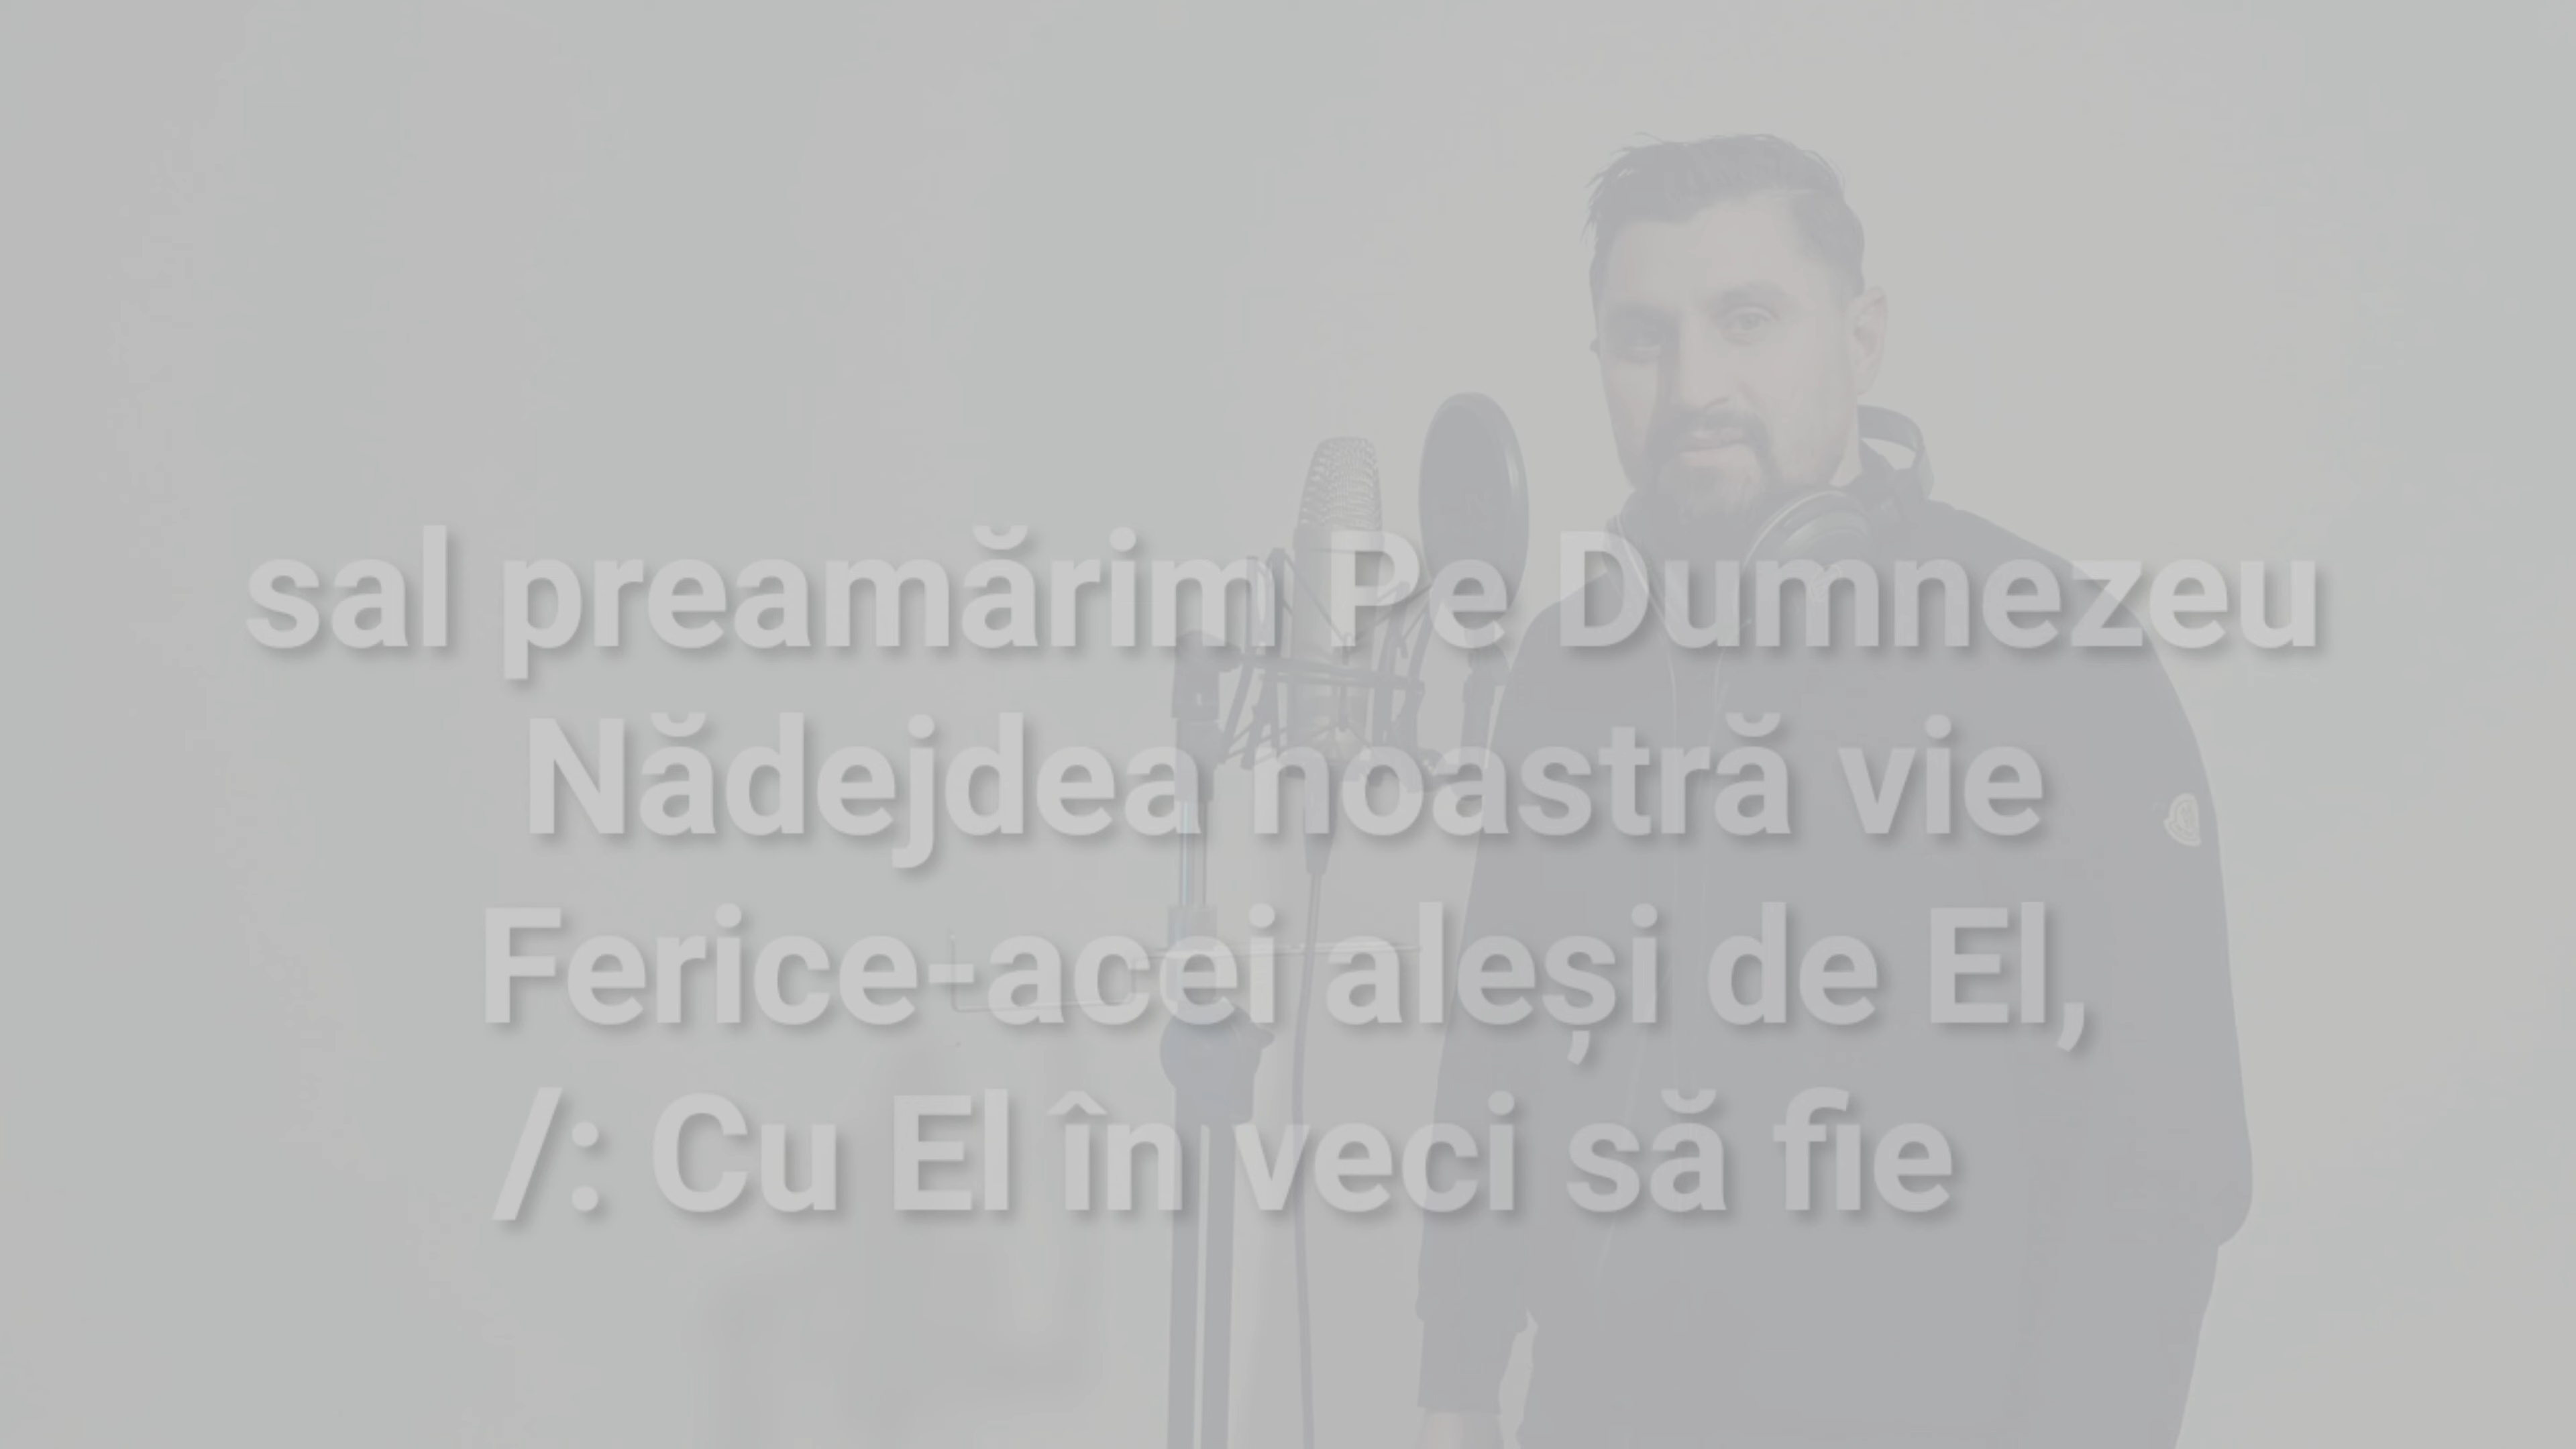 sal preamărim Pe Dumnezeu
Nădejdea noastră vie
Ferice-acei aleși de El,
/: Cu El în veci să fie